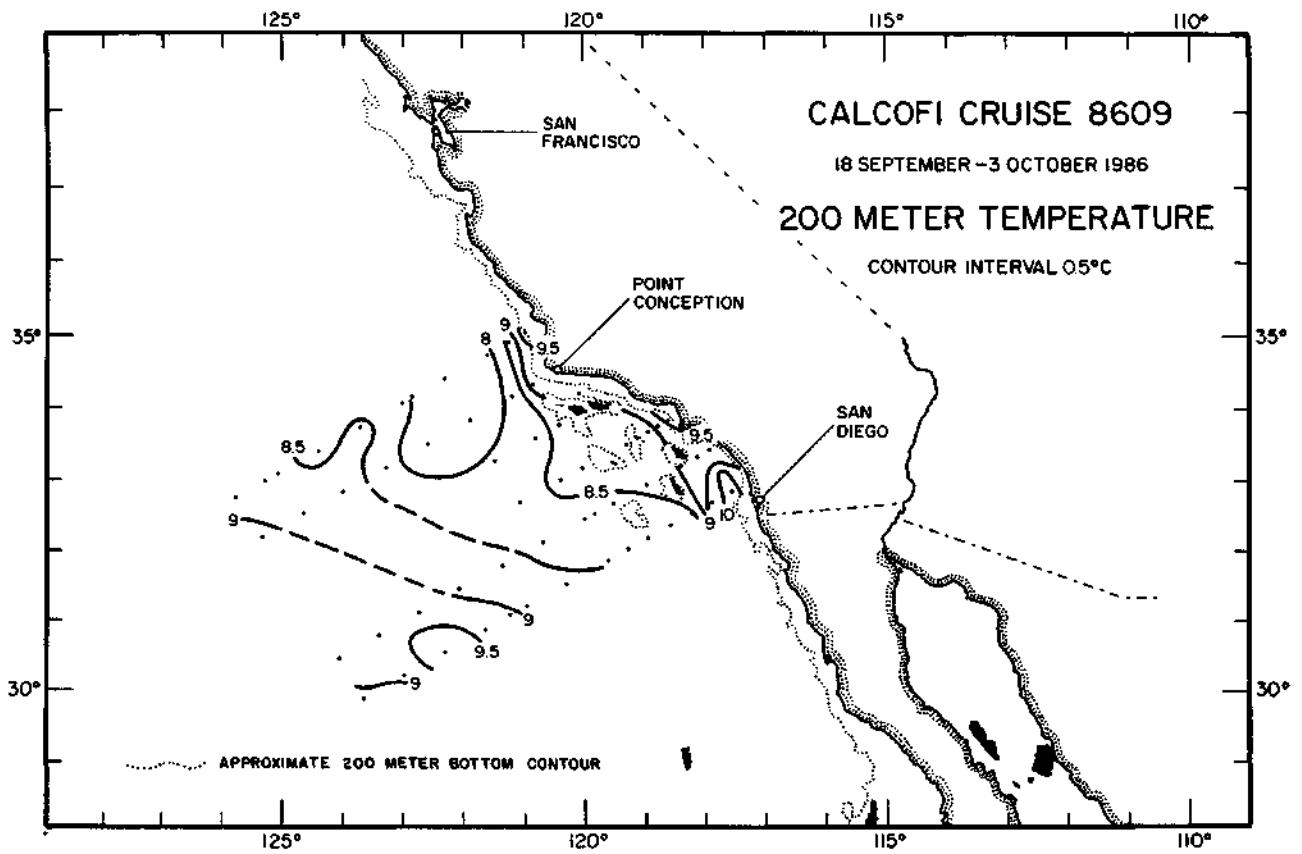 125° 120° 115° 110°
CALCOFI CRUISE 8609
18 SEPTEMBER-3 OCTOBER 1986
200 METER TEMPERATURE
CONTOUR INTERVAL 0.5°C
SAN
FRANCISCO
POINT
CONCEPTION
35° 9 35°
8 9.5
SAN
DIEGO
9.5
8.5
8.5
9 9 10
9
9.5
30° 9 30°
APPROXIMATE 200 METER BOTTOM CONTOUR
125° 120° 115° 110°